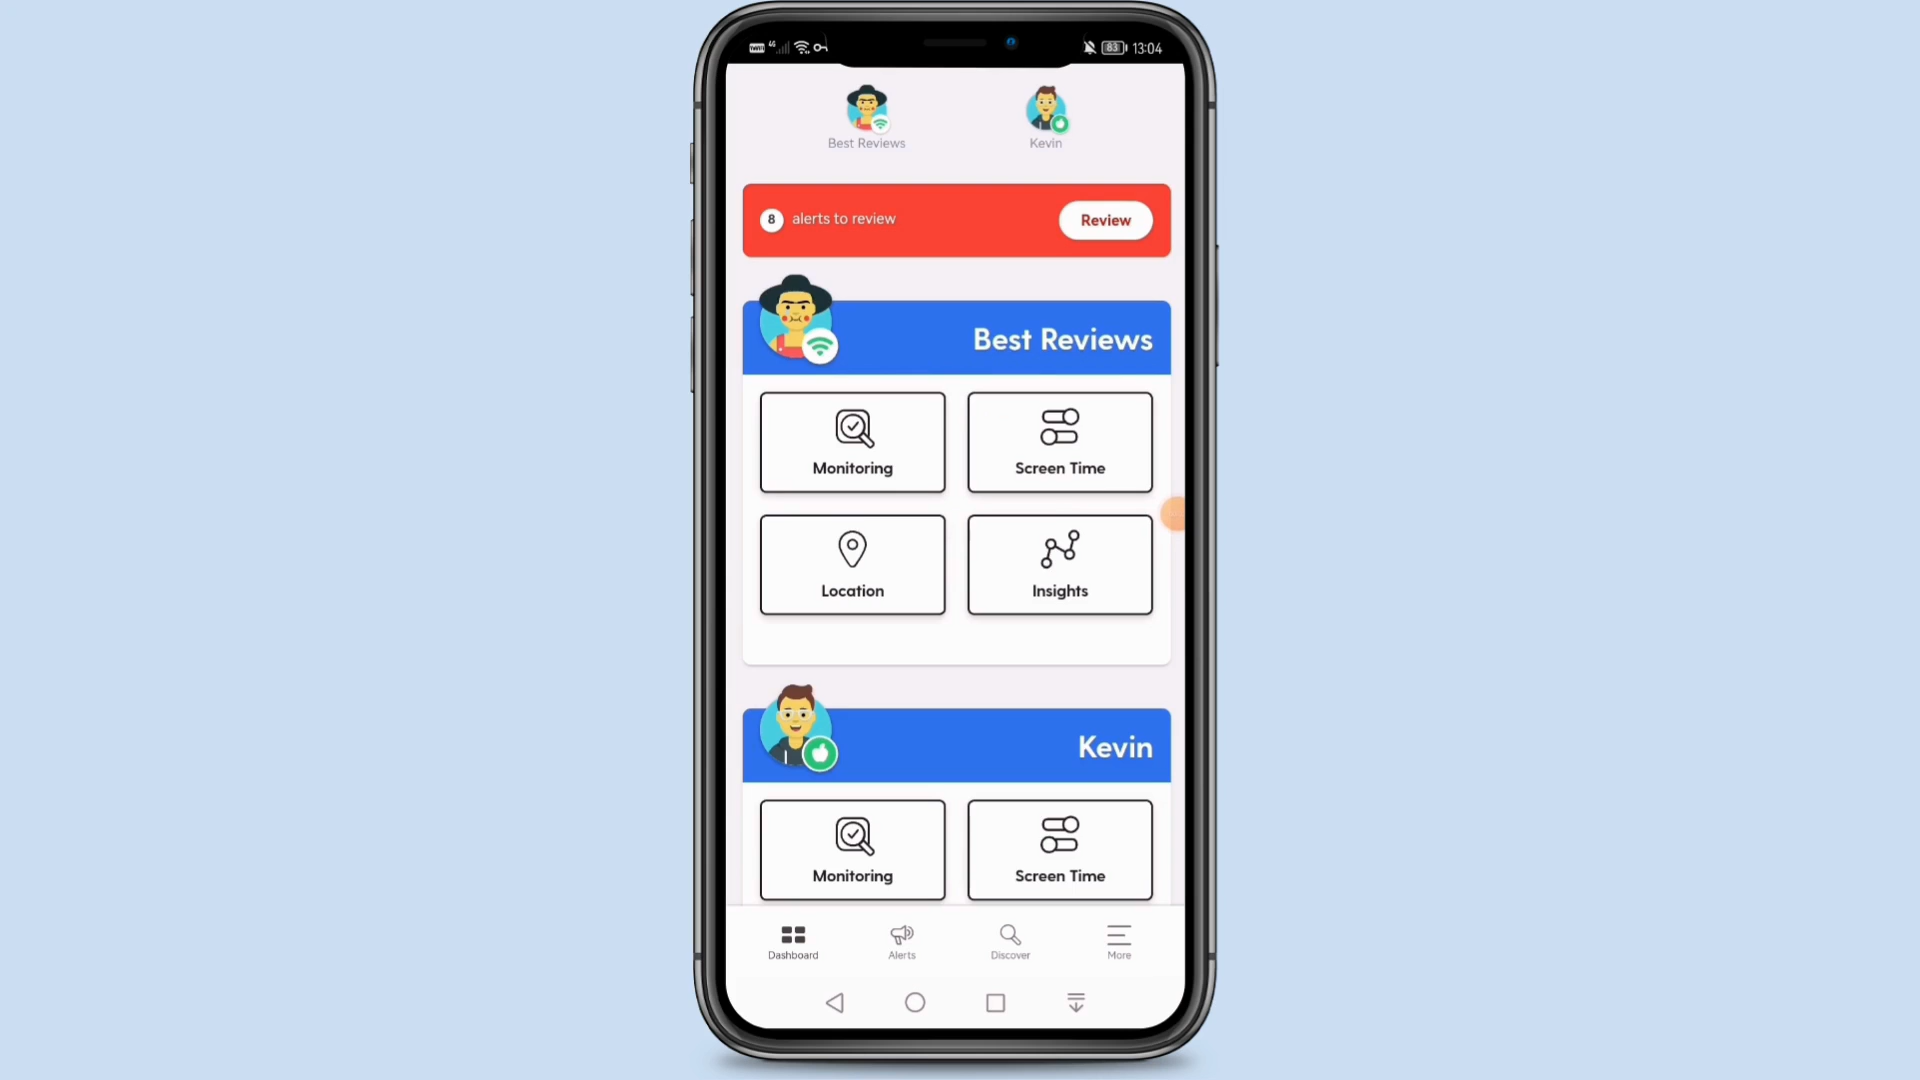 83 13:04
Best Reviews
Kevin
8 alerts to review
Review
Best Reviews
Monitoring
Screen Time
Location
Insights
Kevin
Monitoring
Screen Time
Dashboard
Alerts
Discover
More